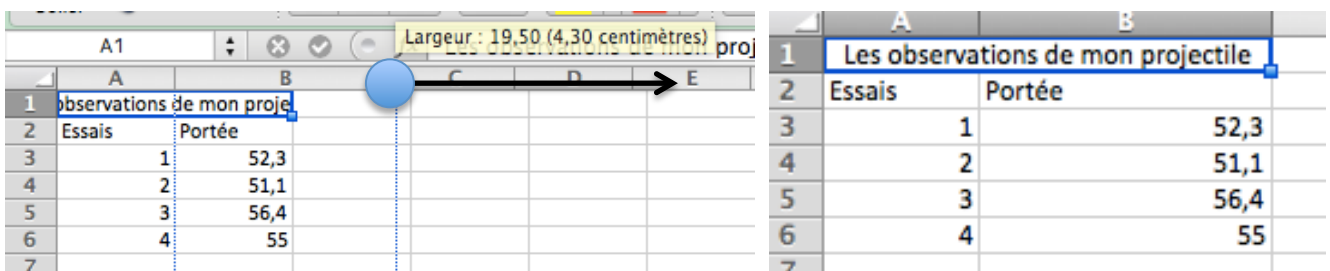 A1
Largeur : 19,50 (4,30 centimètres)
proj
A B C D E
1 observations de mon proje
2 Essais Portée
3 1 52,3
4 2 51,1
5 3 56,4
6 4 55
7
A B
1 Les observations de mon projectile
2 Essais Portée
3 1 52,3
4 2 51,1
5 3 56,4
6 4 55
7